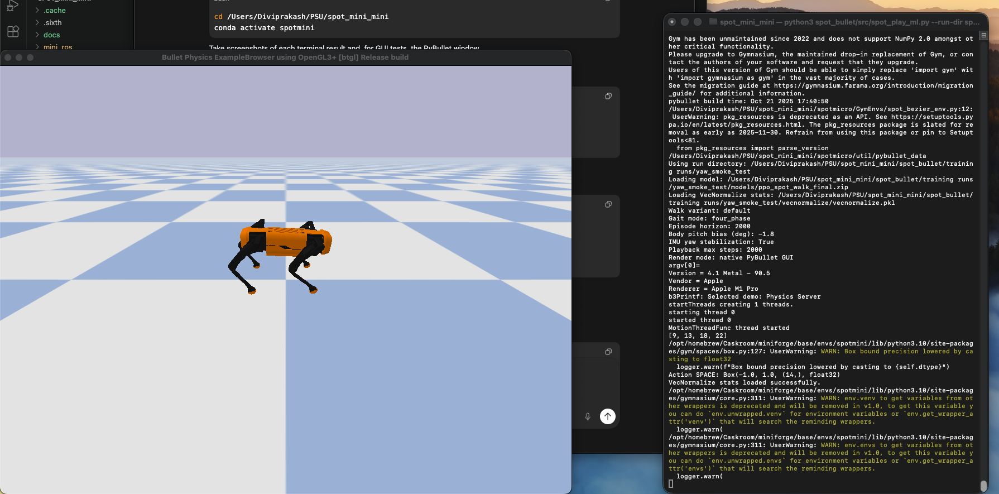 .cache
.sixth
docs
mini_ros
cd /Users/Diviprakash/PSU/spot_mini_mini
conda activate spotmini
Take screenshots of each terminal result and, for GUI tests, the PyBullet window.
Bullet Physics ExampleBrowser using OpenGL3+ [btgl] Release build
spot_mini_mini — python3 spot_bullet/src/spot_play_ml.py --run-dir sp...
Gym has been unmaintained since 2022 and does not support NumPy 2.0 amongst ot
her critical functionality.
Please upgrade to Gymnasium, the maintained drop-in replacement of Gym, or con
tact the authors of your software and request that they upgrade.
Users of this version of Gym should be able to simply replace 'import gym' wit
h 'import gymnasium as gym' in the vast majority of cases.
See the migration guide at https://gymnasium.farama.org/introduction/migration
_guide/ for additional information.
pybullet build time: Oct 21 2025 17:40:50
/Users/Diviprakash/PSU/spot_mini_mini/spotmicro/GymEnvs/spot_bezier_env.py:12:
 UserWarning: pkg_resources is deprecated as an API. See https://setuptools.py
pa.io/en/latest/pkg_resources.html. The pkg_resources package is slated for re
moval as early as 2025-11-30. Refrain from using this package or pin to Setupt
ools<81.
  from pkg_resources import parse_version
/Users/Diviprakash/PSU/spot_mini_mini/spotmicro/util/pybullet_data
Using run directory: /Users/Diviprakash/PSU/spot_mini_mini/spot_bullet/trainin
g runs/yaw_smoke_test
Loading model: /Users/Diviprakash/PSU/spot_mini_mini/spot_bullet/training runs
/yaw_smoke_test/models/ppo_spot_walk_final.zip
Loading VecNormalize stats: /Users/Diviprakash/PSU/spot_mini_mini/spot_bullet/
training runs/yaw_smoke_test/vecnormalize/vecnormalize.pkl
Walk variant: default
Gait mode: four_phase
Episode horizon: 2000
Body pitch bias (deg): -1.8
IMU yaw stabilization: True
Playback max steps: 2000
Render mode: native PyBullet GUI
argv[0]=
Version = 4.1 Metal - 90.5
Vendor = Apple
Renderer = Apple M1 Pro
b3Printf: Selected demo: Physics Server
startThreads creating 1 threads.
starting thread 0
started thread 0
MotionThreadFunc thread started
[9, 13, 18, 22]
/opt/homebrew/Caskroom/miniforge/base/envs/spotmini/lib/python3.10/site-packag
es/gym/spaces/box.py:127: UserWarning: WARN: Box bound precision lowered by ca
sting to float32
  logger.warn(f"Box bound precision lowered by casting to {self.dtype}")
Action SPACE: Box(-1.0, 1.0, (14,), float32)
VecNormalize stats loaded successfully.
/opt/homebrew/Caskroom/miniforge/base/envs/spotmini/lib/python3.10/site-packag
es/gymnasium/core.py:311: UserWarning: WARN: env.venv to get variables from ot
her wrappers is deprecated and will be removed in v1.0, to get this variable y
ou can do `env.unwrapped.venv` for environment variables or `env.get_wrapper_a
ttr('venv')` that will search the reminding wrappers.
  logger.warn(
/opt/homebrew/Caskroom/miniforge/base/envs/spotmini/lib/python3.10/site-packag
es/gymnasium/core.py:311: UserWarning: WARN: env.envs to get variables from ot
her wrappers is deprecated and will be removed in v1.0, to get this variable y
ou can do `env.unwrapped.envs` for environment variables or `env.get_wrapper_a
ttr('envs')` that will search the reminding wrappers.
  logger.warn(